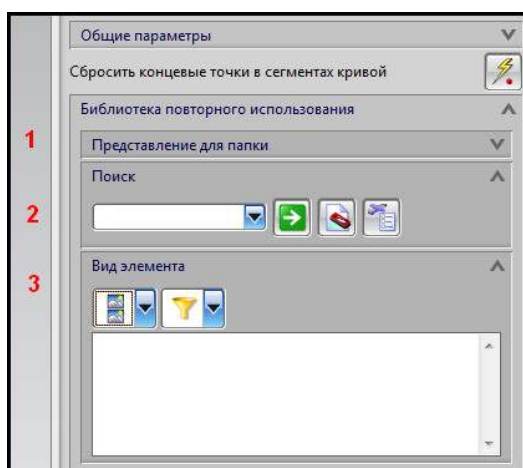 Общие параметры
Сбросить концевые точки в сегментах кривой
Библиотека повторного использования
1 Представление для папки
Поиск
2
Вид элемента
3